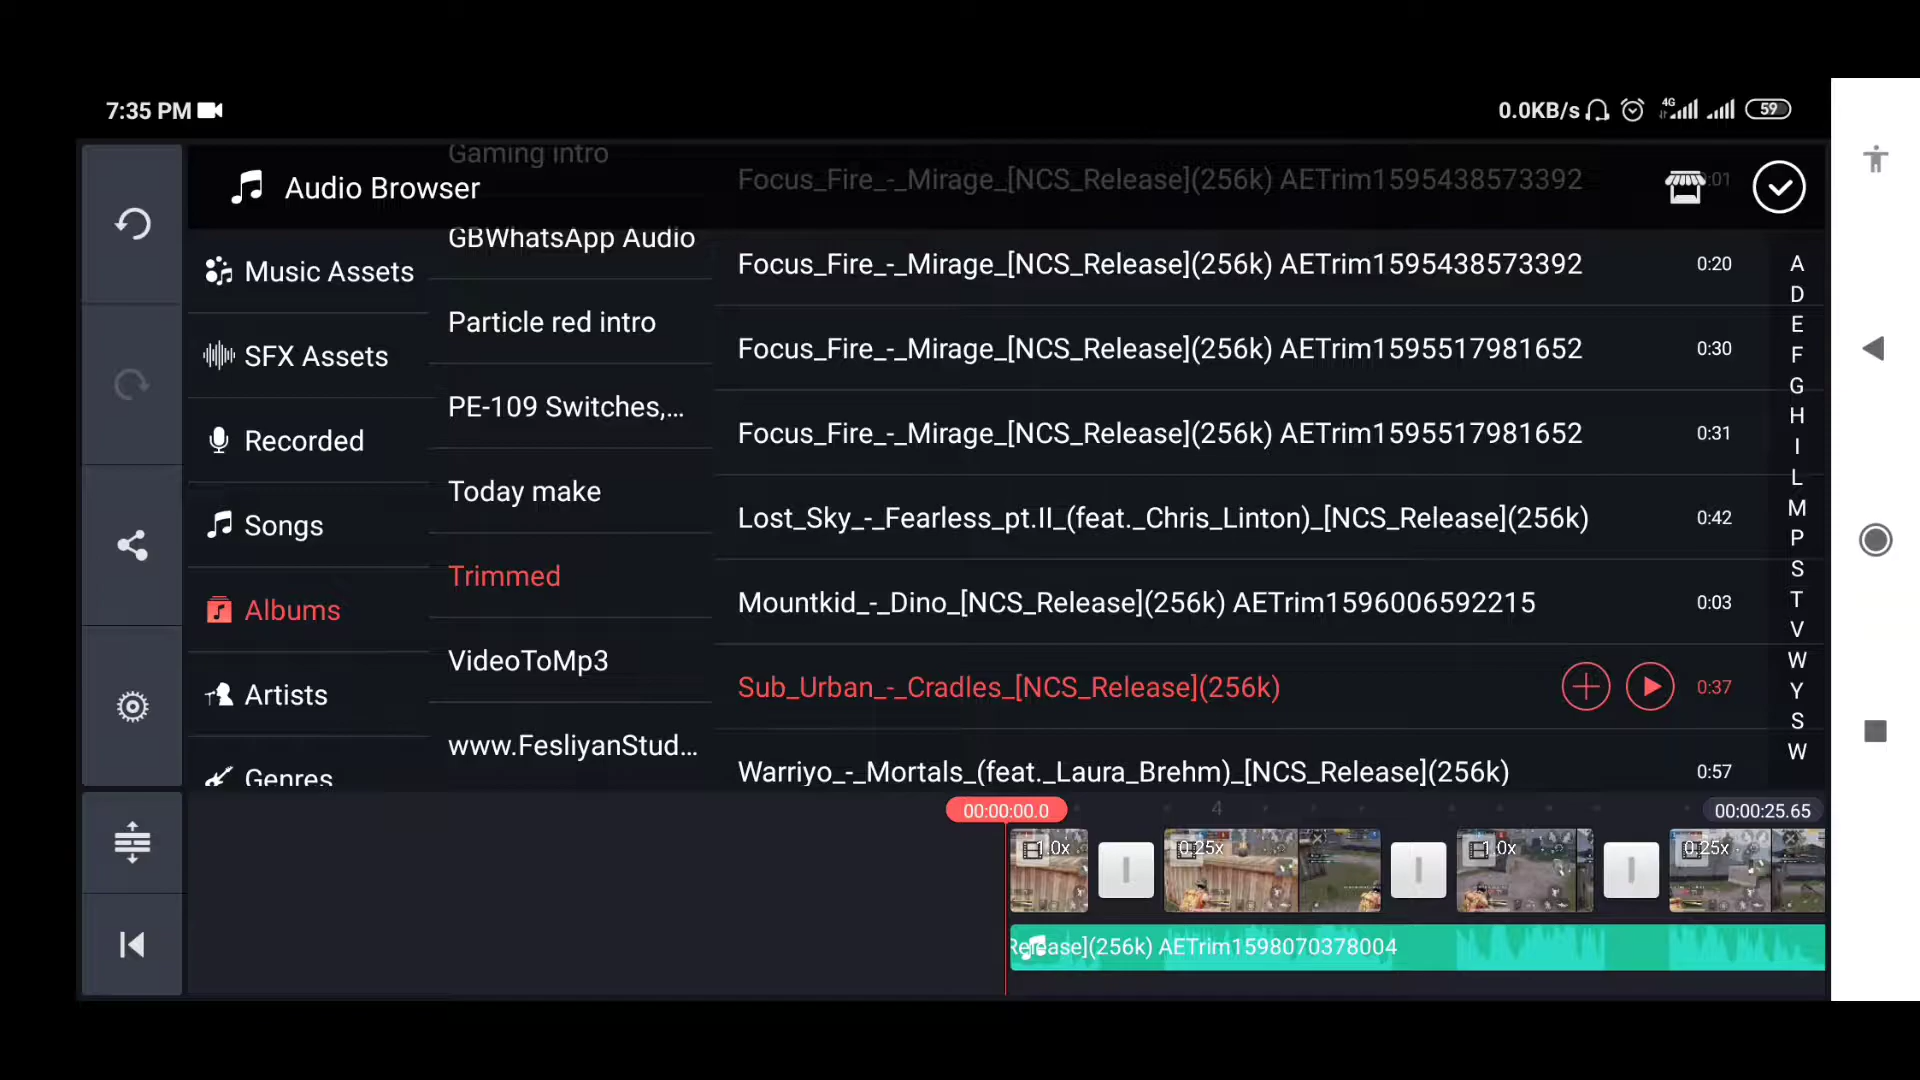 7:35 PM
0.0KB/s
4G
59
Audio Browser
Music Assets
SFX Assets
Recorded
Songs
Albums
Artists
Genres
Gaming intro
GBWhatsApp Audio
Particle red intro
PE-109 Switches,...
Today make
Trimmed
VideoToMp3
www.FesliyanStud...
Focus_Fire_-_Mirage_[NCS_Release](256k) AETrim1595438573392
:01
Focus_Fire_-_Mirage_[NCS_Release](256k) AETrim1595438573392
0:20
Focus_Fire_-_Mirage_[NCS_Release](256k) AETrim1595517981652
0:30
Focus_Fire_-_Mirage_[NCS_Release](256k) AETrim1595517981652
0:31
Lost_Sky_-_Fearless_pt.II_(feat._Chris_Linton)_[NCS_Release](256k)
0:42
Mountkid_-_Dino_[NCS_Release](256k) AETrim1596006592215
0:03
Sub_Urban_-_Cradles_[NCS_Release](256k)
0:37
Warriyo_-_Mortals_(feat._Laura_Brehm)_[NCS_Release](256k)
0:57
A
D
E
F
G
H
I
L
M
P
S
T
V
W
Y
S
W
00:00:00.0
4
00:00:25.65
1.0x
0.25x
1.0x
0.25x
Release](256k) AETrim1598070378004